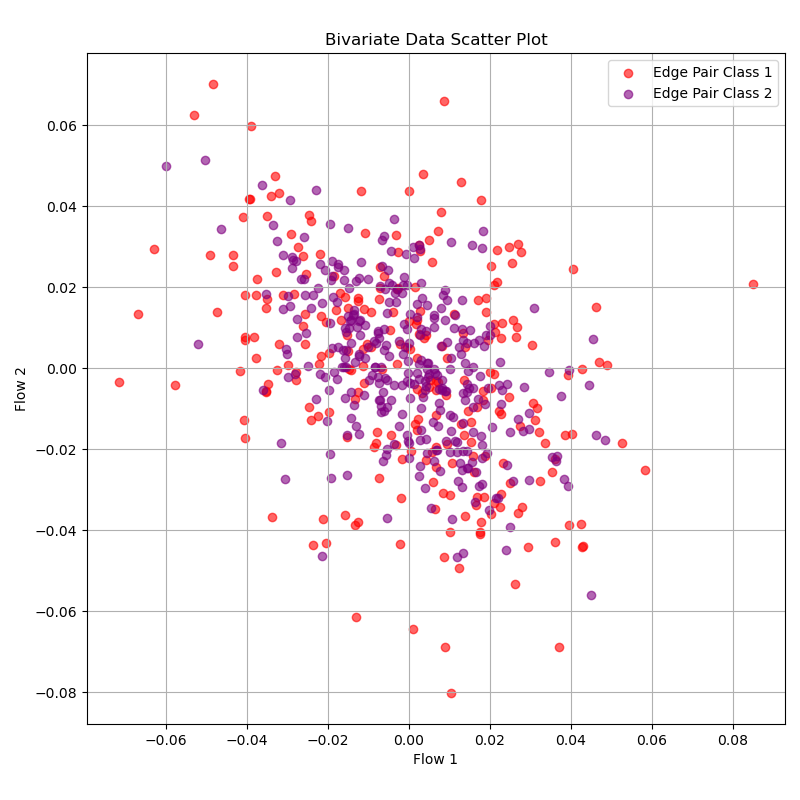 Bivariate Data Scatter Plot
Edge Pair Class 1
Edge Pair Class 2
0.06
0.04
0.02
0.00
−0.02
−0.04
−0.06
−0.08
Flow 2
−0.06 −0.04 −0.02 0.00 0.02 0.04 0.06 0.08
Flow 1